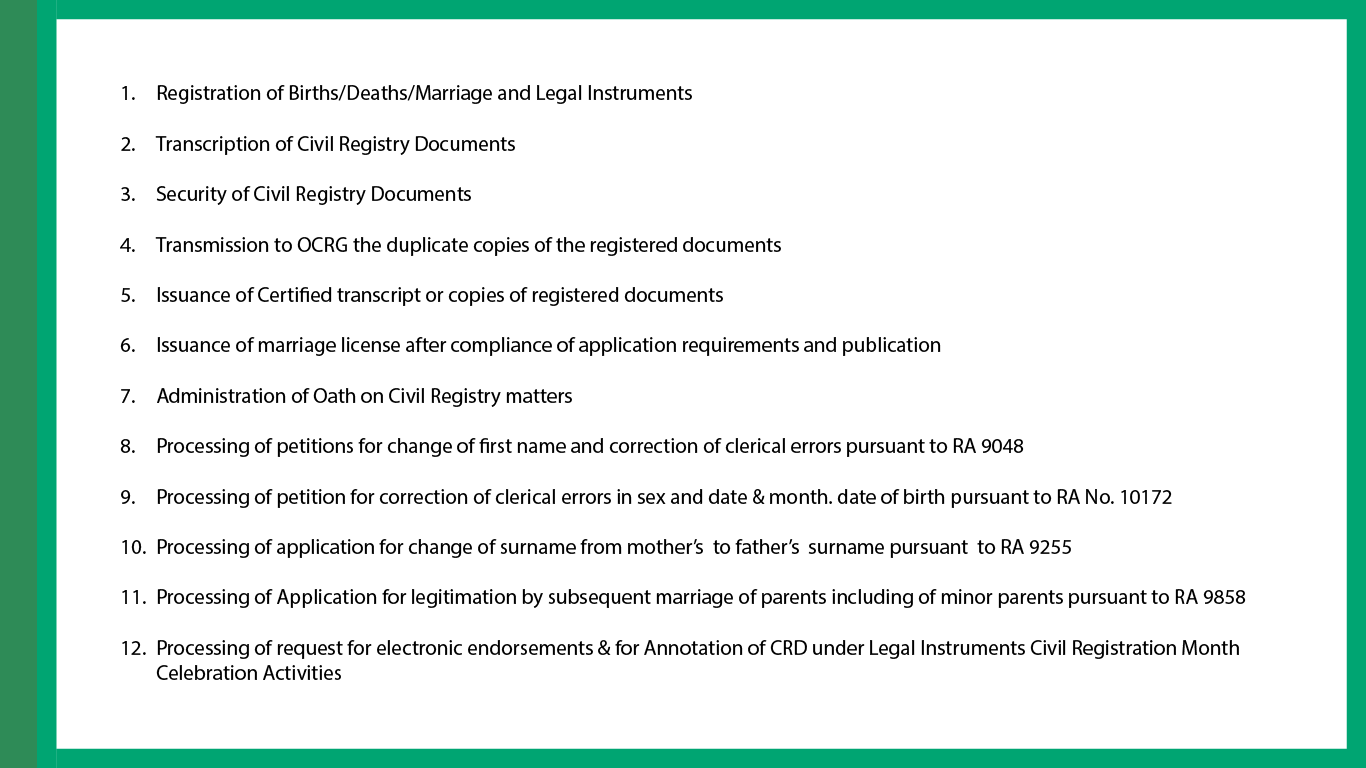 1. Registration of Births/Deaths/Marriage and Legal Instruments
2. Transcription of Civil Registry Documents
3. Security of Civil Registry Documents
4. Transmission to OCRG the duplicate copies of the registered documents
5. Issuance of Certified transcript or copies of registered documents
6. Issuance of marriage license after compliance of application requirements and publication
7. Administration of Oath on Civil Registry matters
8. Processing of petitions for change of first name and correction of clerical errors pursuant to RA 9048
9. Processing of petition for correction of clerical errors in sex and date & month. date of birth pursuant to RA No. 10172
10. Processing of application for change of surname from mother’s to father’s surname pursuant to RA 9255
11. Processing of Application for legitimation by subsequent marriage of parents including of minor parents pursuant to RA 9858
12. Processing of request for electronic endorsements & for Annotation of CRD under Legal Instruments Civil Registration Month
Celebration Activities